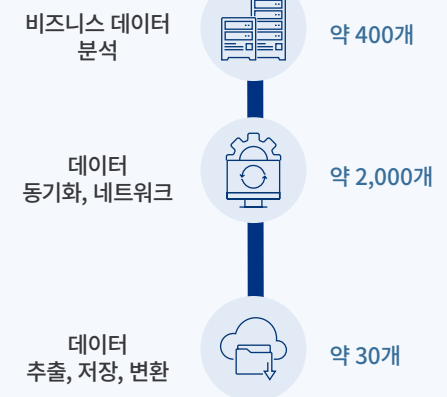 비즈니스 데이터
분석
약 400개
데이터
동기화, 네트워크
약 2,000개
데이터
추출, 저장, 변환
약 30개